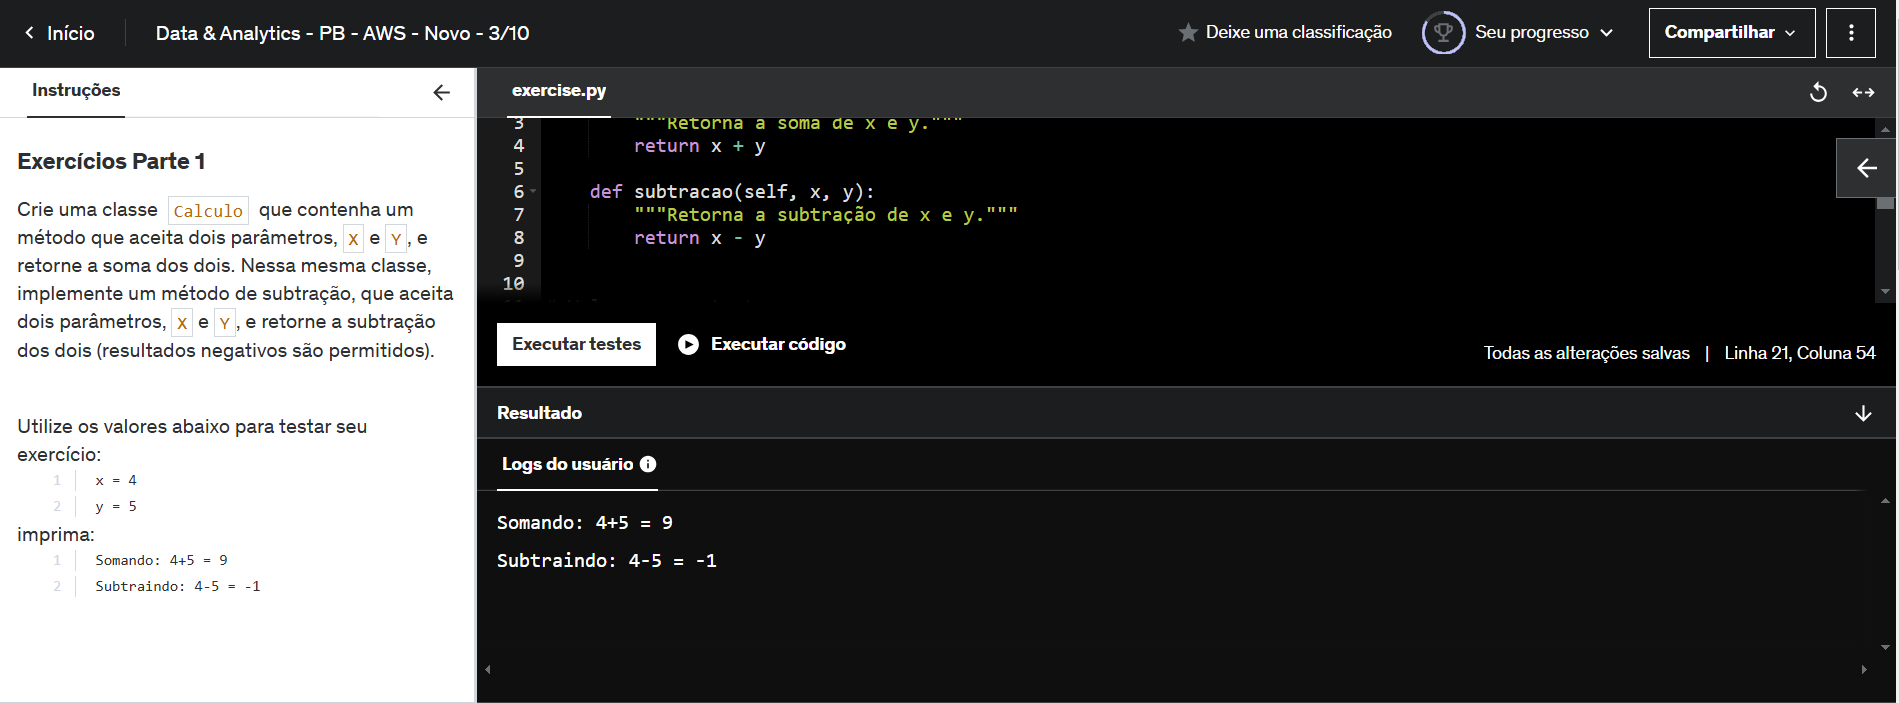 Início
Data & Analytics - PB - AWS - Novo - 3/10
Deixe uma classificação
Seu progresso
Compartilhar
Instruções
Exercícios Parte 1
Crie uma classe Calculo que contenha um
método que aceita dois parâmetros, X e Y, e
retorne a soma dos dois. Nessa mesma classe,
implemente um método de subtração, que aceita
dois parâmetros, X e Y, e retorne a subtração
dos dois (resultados negativos são permitidos).
Utilize os valores abaixo para testar seu
exercício:
1 x = 4
2 y = 5
imprima:
1 Somando: 4+5 = 9
2 Subtraindo: 4-5 = -1
exercise.py
3 """Retorna a soma de x e y."""
4 return x + y
5
6 def subtracao(self, x, y):
7 """Retorna a subtração de x e y."""
8 return x - y
9
10
Executar testes
Executar código
Todas as alterações salvas | Linha 21, Coluna 54
Resultado
Logs do usuário
Somando: 4+5 = 9
Subtraindo: 4-5 = -1